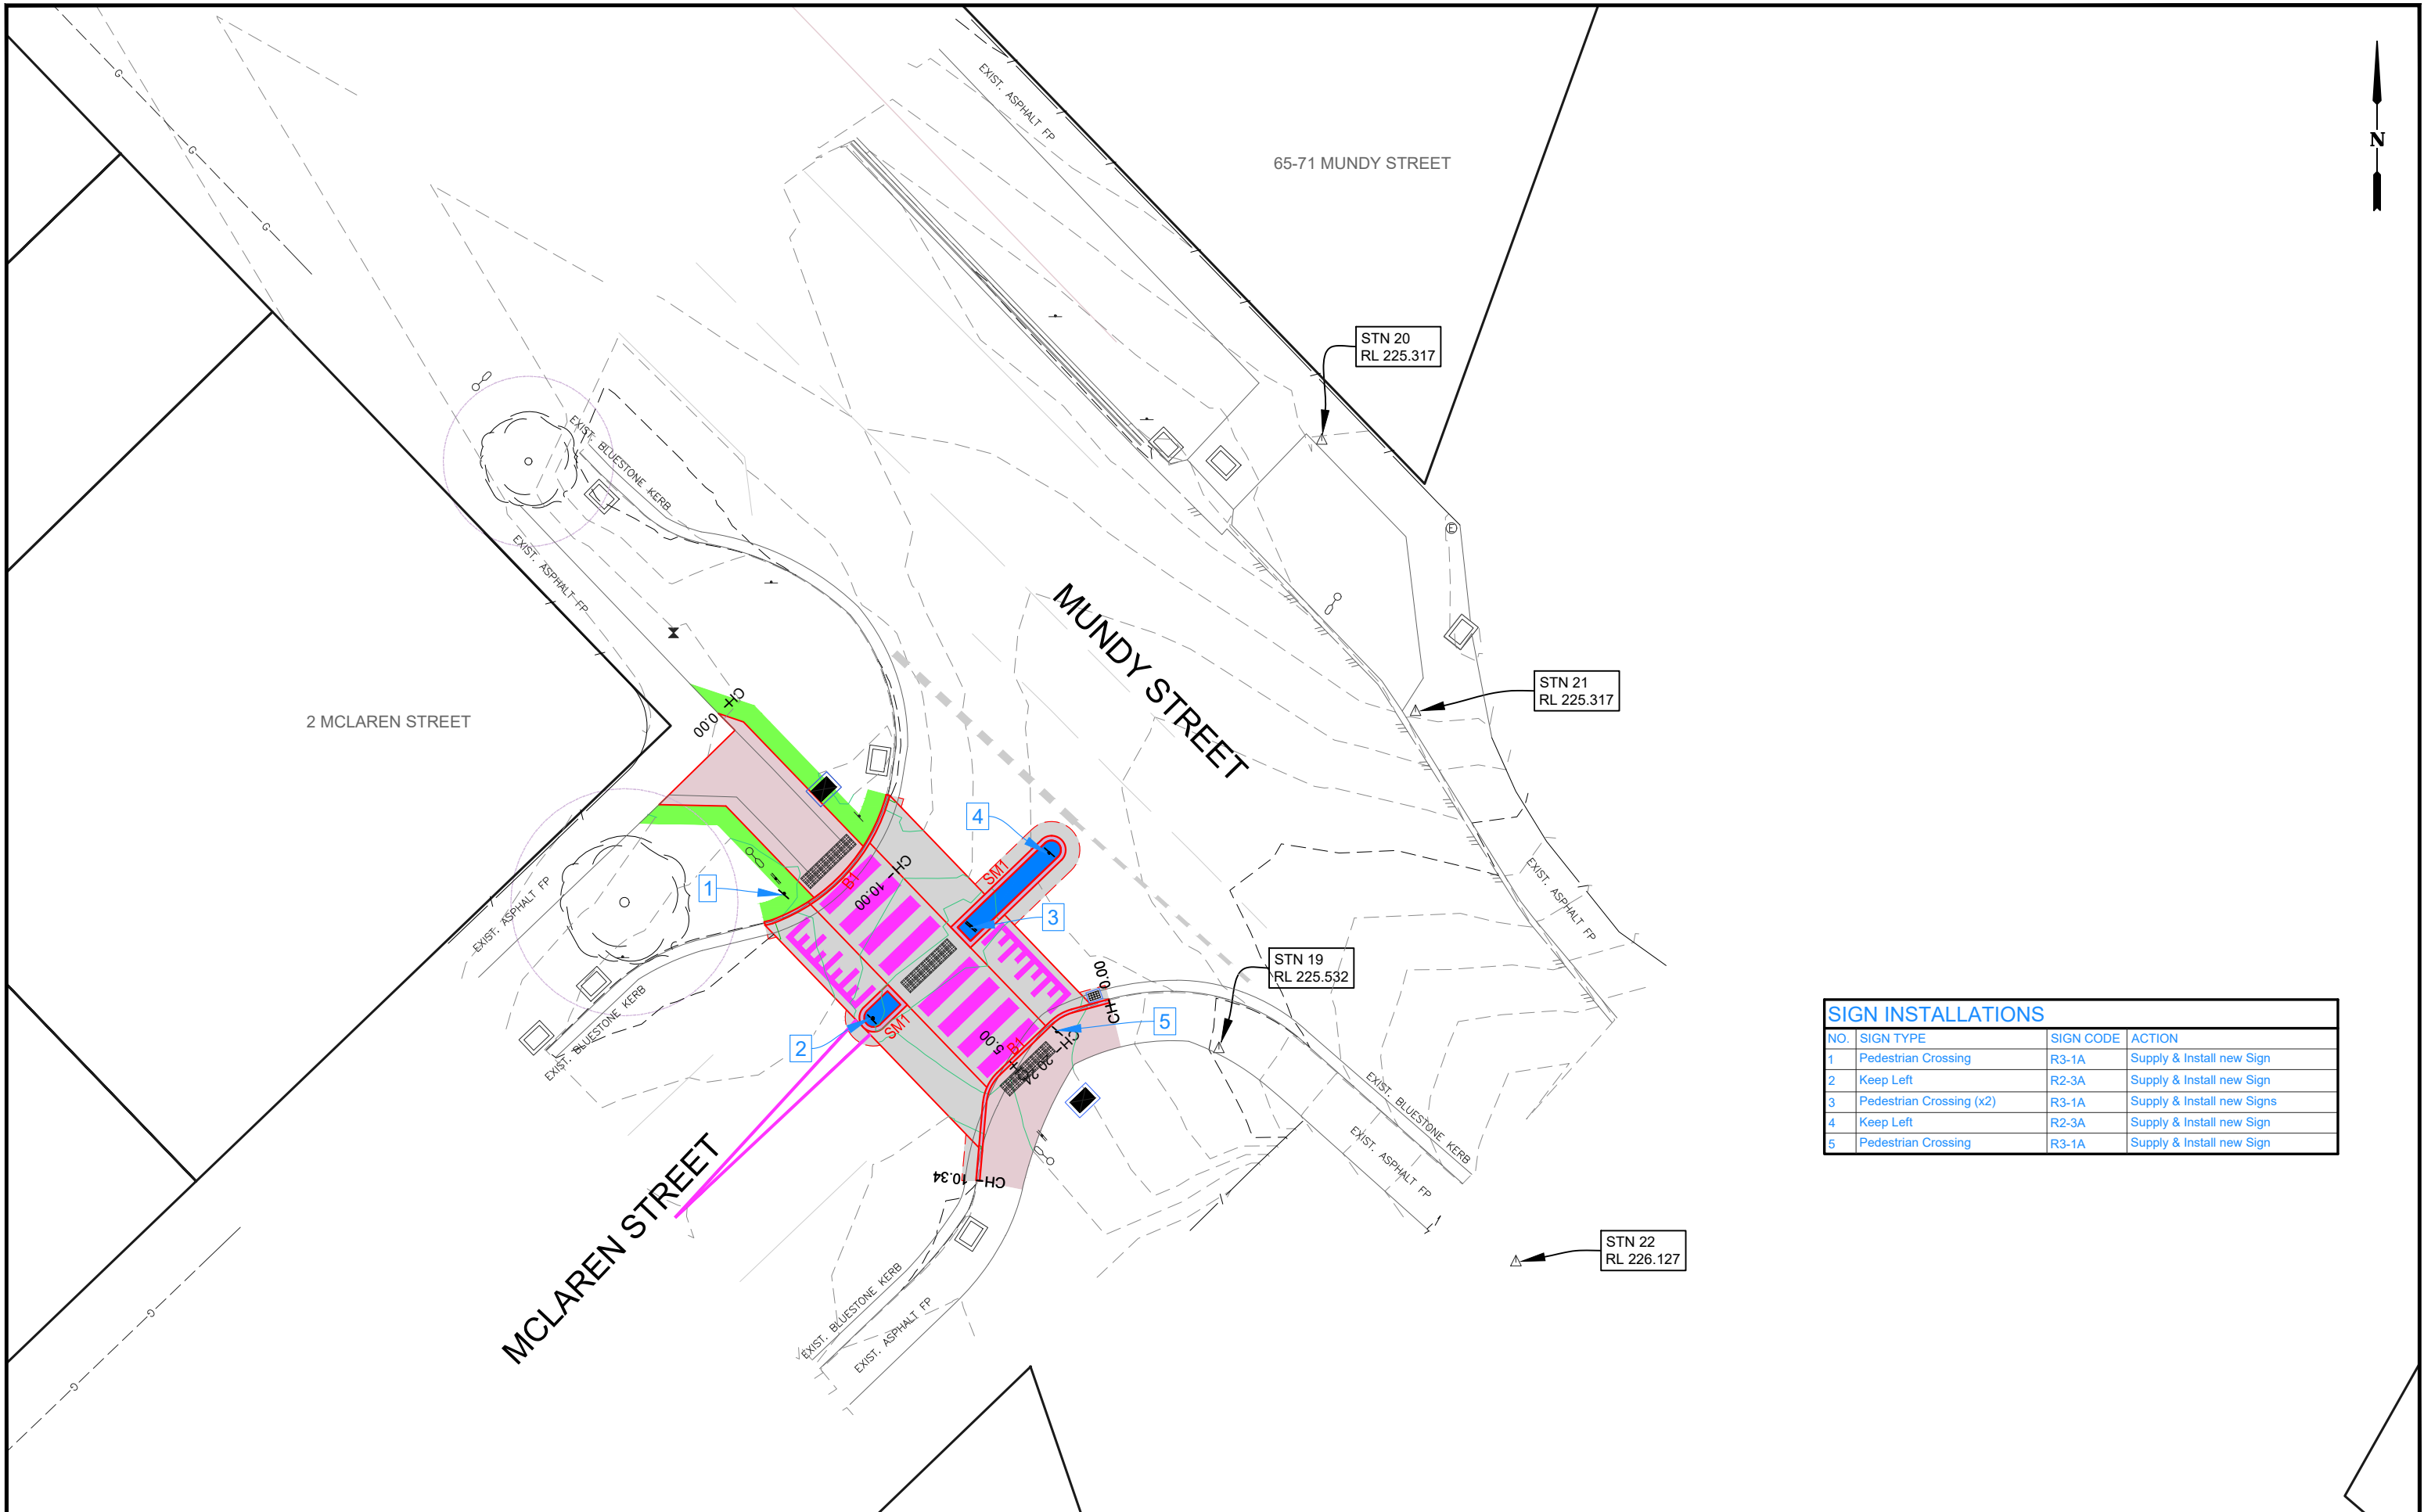 EXIST. ASPHALT FP
G
65-71 MUNDY STREET
N
G
G
STN 20
RL 225.317
EXIST. BLUESTONE KERB
E
EXIST. ASPHALT FP
MUNDY STREET
STN 21
RL 225.317
2 MCLAREN STREET
CH 0.00
4
SM1
EXIST. ASPHALT FP
1
B1
CH 10.00
3
EXIST. ASPHALT FP
STN 19
RL 225.532
CH 0.00
EXIST. BLUESTONE KERB
2
SM1
5.00
B1
CH 20.24
5
EXIST. BLUESTONE KERB
EXIST. ASPHALT FP
CH 10.34
MCLAREN STREET
STN 22
RL 226.127
EXIST. BLUESTONE KERB
EXIST. ASPHALT FP
G
G
SIGN INSTALLATIONS
NO. SIGN TYPE SIGN CODE ACTION
1 Pedestrian Crossing R3-1A Supply & Install new Sign
2 Keep Left R2-3A Supply & Install new Sign
3 Pedestrian Crossing (x2) R3-1A Supply & Install new Signs
4 Keep Left R2-3A Supply & Install new Sign
5 Pedestrian Crossing R3-1A Supply & Install new Sign